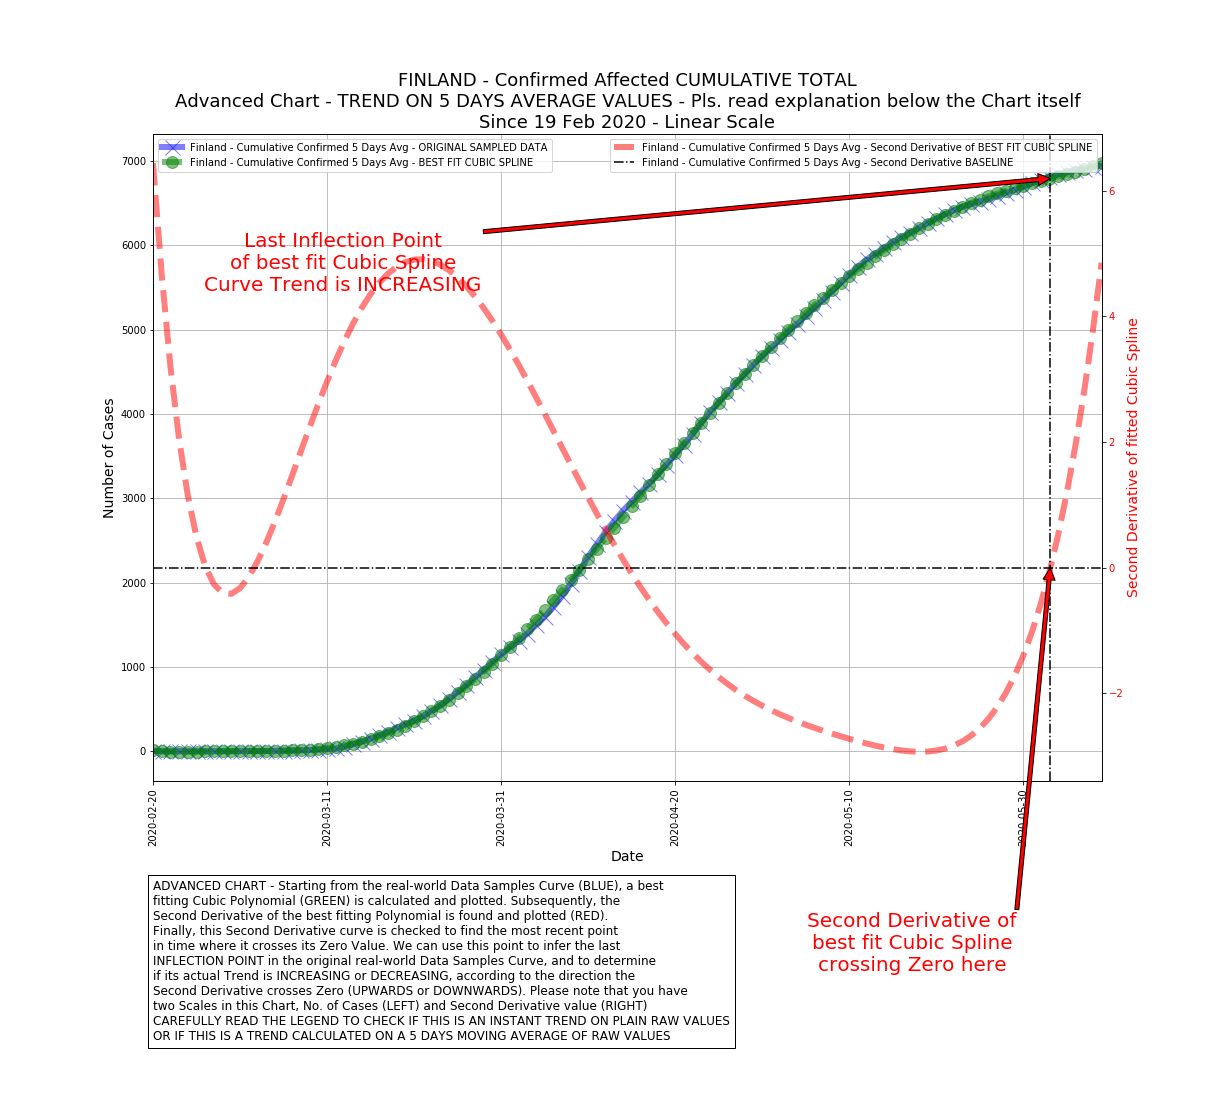 FINLAND - Confirmed Affected CUMULATIVE TOTAL
Advanced Chart - TREND ON 5 DAYS AVERAGE VALUES - Pls. read explanation below the Chart itself
Since 19 Feb 2020 - Linear Scale
Finland - Cumulative Confirmed 5 Days Avg - ORIGINAL SAMPLED DATA
Finland - Cumulative Confirmed 5 Days Avg - BEST FIT CUBIC SPLINE
Finland - Cumulative Confirmed 5 Days Avg - Second Derivative of BEST FIT CUBIC SPLINE
Finland - Cumulative Confirmed 5 Days Avg - Second Derivative BASELINE
7000
6000
5000
4000
3000
2000
1000
0
Number of Cases
Last Inflection Point
of best fit Cubic Spline
Curve Trend is INCREASING
6
4
2
0
−2
Second Derivative of fitted Cubic Spline
2020-02-20
2020-03-11
2020-03-31
2020-04-20
2020-05-10
2020-05-30
Date
Second Derivative of
best fit Cubic Spline
crossing Zero here
ADVANCED CHART - Starting from the real-world Data Samples Curve (BLUE), a best
fitting Cubic Polynomial (GREEN) is calculated and plotted. Subsequently, the
Second Derivative of the best fitting Polynomial is found and plotted (RED).
Finally, this Second Derivative curve is checked to find the most recent point
in time where it crosses its Zero Value. We can use this point to infer the last
INFLECTION POINT in the original real-world Data Samples Curve, and to determine
if its actual Trend is INCREASING or DECREASING, according to the direction the
Second Derivative crosses Zero (UPWARDS or DOWNWARDS). Please note that you have
two Scales in this Chart, No. of Cases (LEFT) and Second Derivative value (RIGHT)
CAREFULLY READ THE LEGEND TO CHECK IF THIS IS AN INSTANT TREND ON PLAIN RAW VALUES
OR IF THIS IS A TREND CALCULATED ON A 5 DAYS MOVING AVERAGE OF RAW VALUES